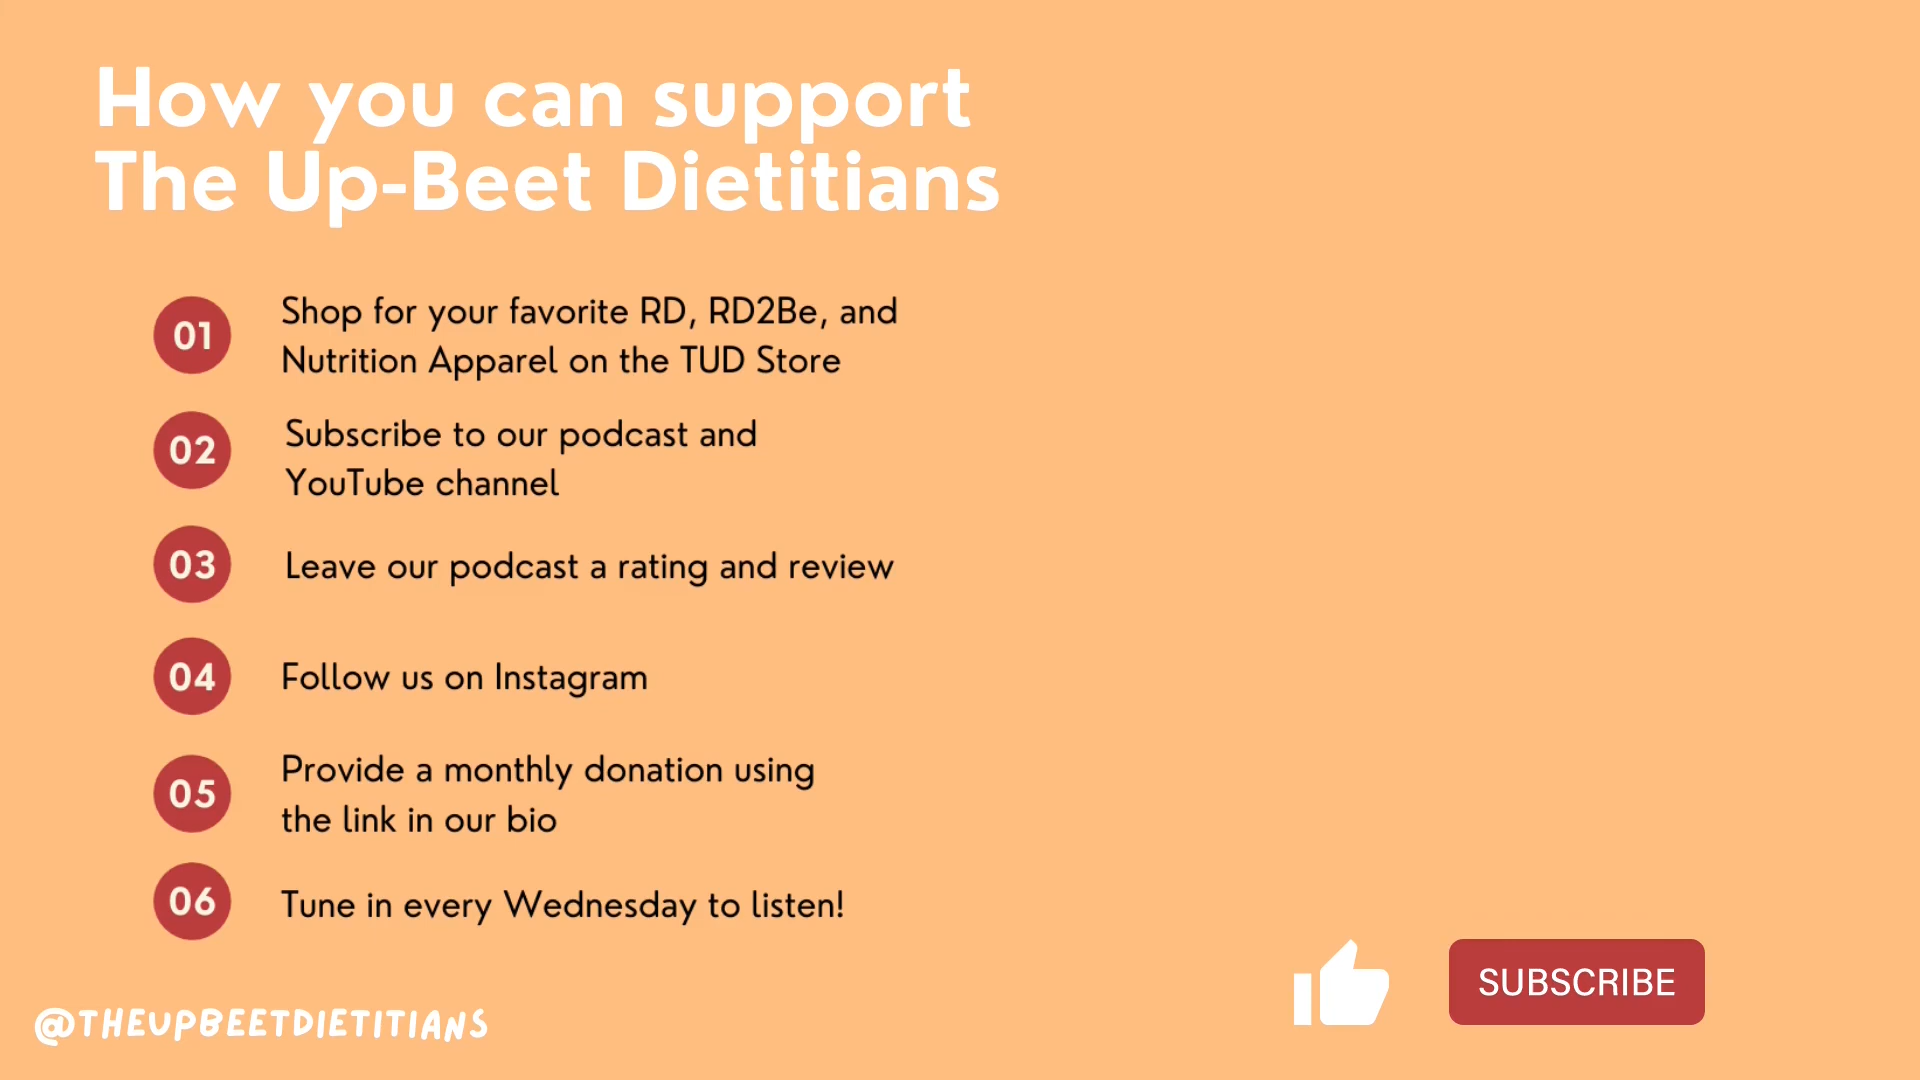 How you can support
The Up-Beet Dietitians
01
Shop for your favorite RD, RD2Be, and
Nutrition Apparel on the TUD Store
02
Subscribe to our podcast and
YouTube channel
03
Leave our podcast a rating and review
04
Follow us on Instagram
05
Provide a monthly donation using
the link in our bio
06
Tune in every Wednesday to listen!
SUBSCRIBE
@THEUPBEETDIETITIANS